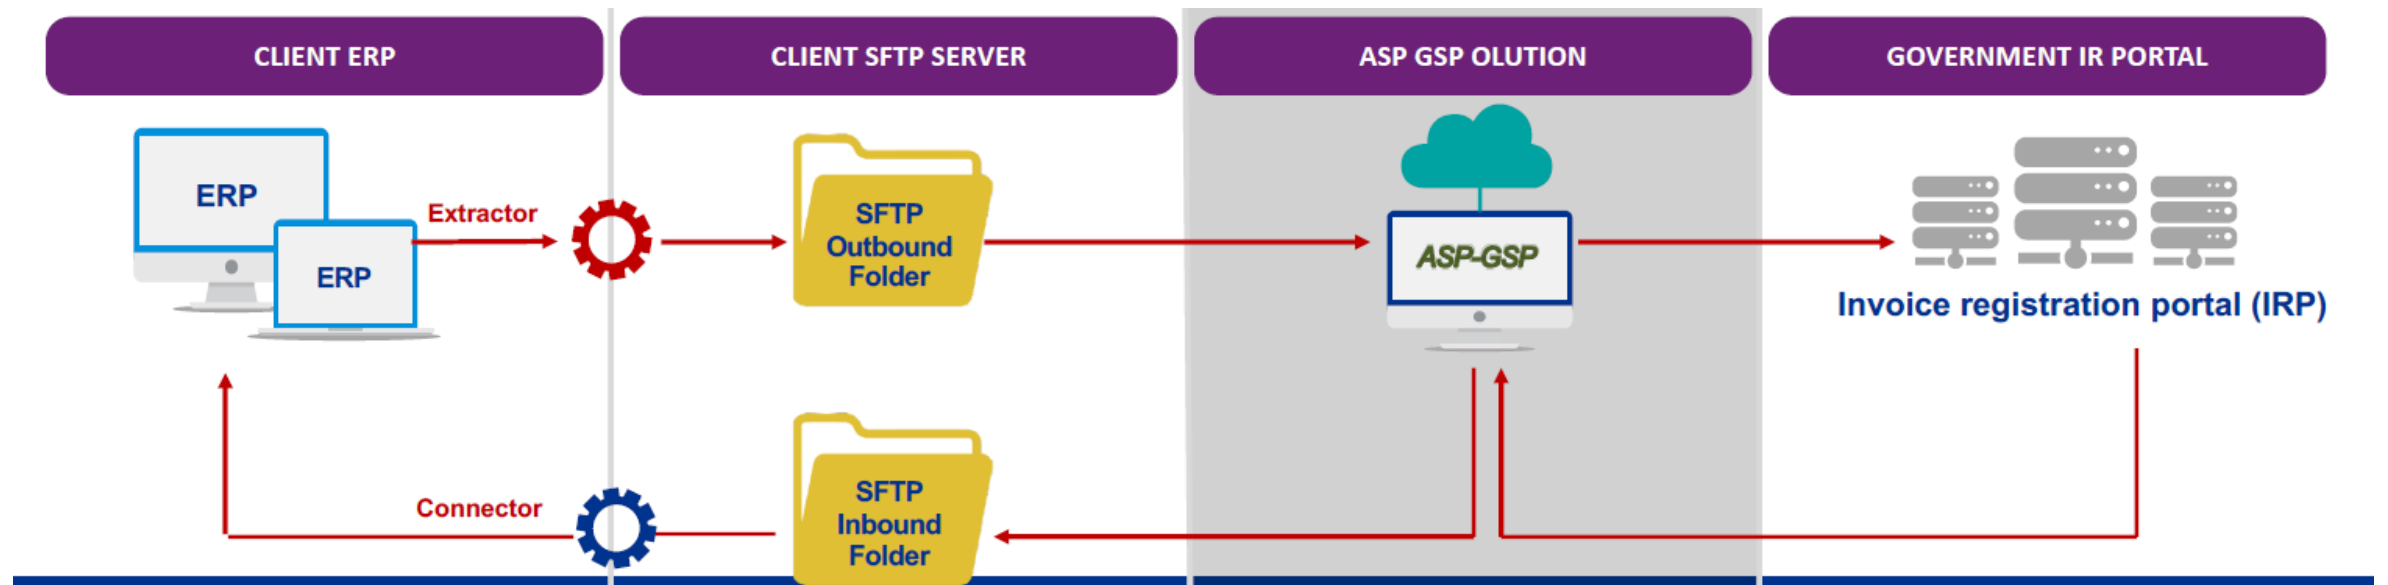 CLIENT ERP
CLIENT SFTP SERVER
ASP GSP OLUTION
GOVERNMENT IR PORTAL
ERP
ERP
Extractor
SFTP
Outbound
Folder
ASP-GSP
Invoice registration portal (IRP)
Connector
SFTP
Inbound
Folder